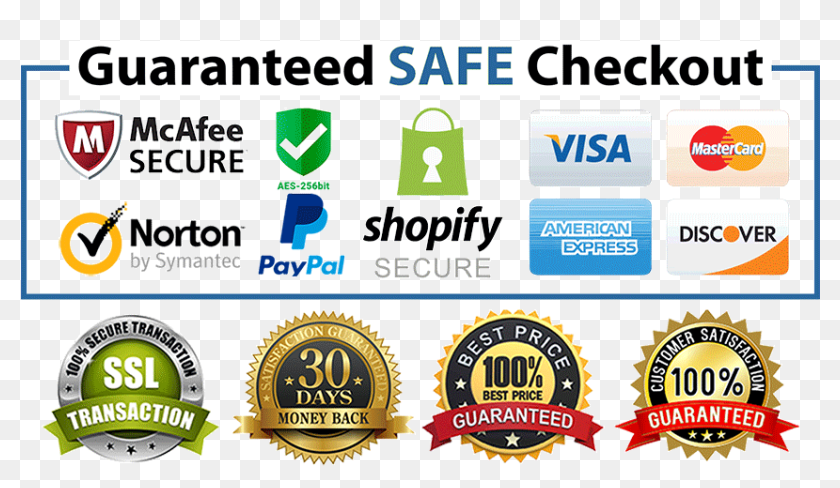 Guaranteed SAFE Checkout
McAfee
SECURE
AES-256bit
VISA
MasterCard
Norton
by Symantec
PayPal
shopify
SECURE
AMERICAN
EXPRESS
DISCOVER
100% SECURE TRANSACTION
SSL
TRANSACTION
SATISFACTION GUARANTEED
30
DAYS
MONEY BACK
BEST PRICE
100%
BEST PRICE
GUARANTEED
CUSTOMER SATISFACTION
100%
GUARANTEED